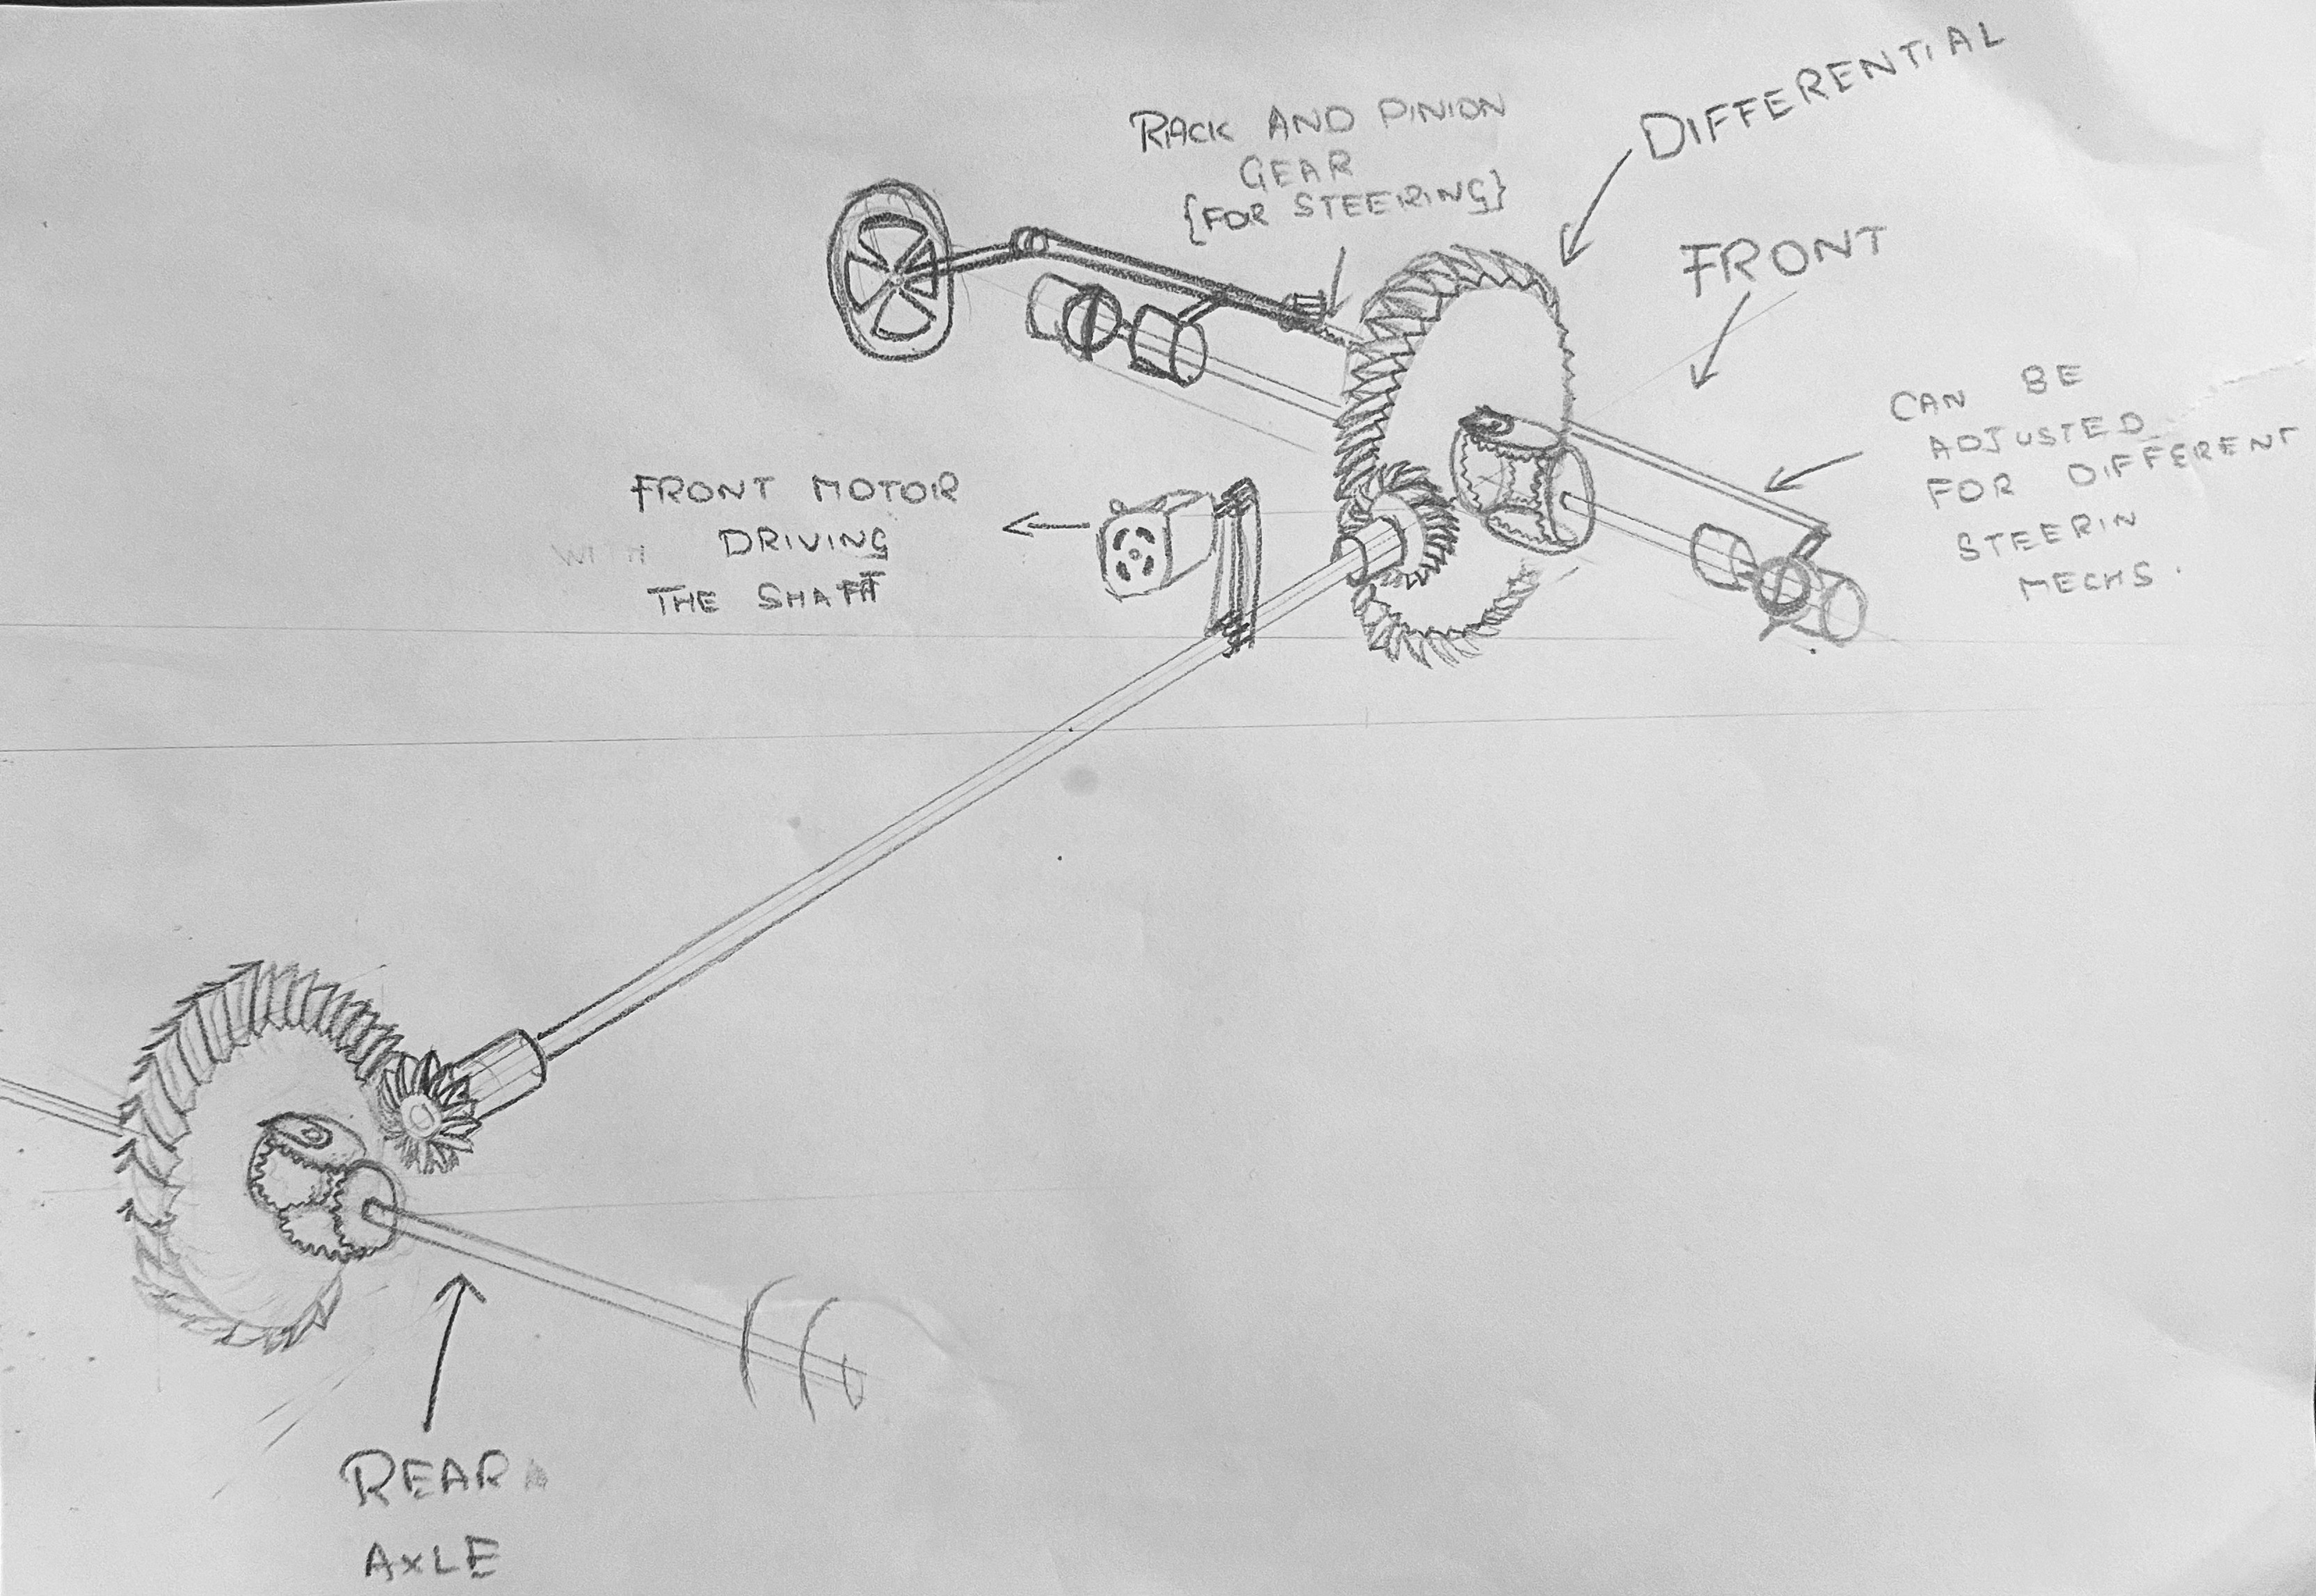 RACK AND PINION
GEAR
{FOR STEERING}
DIFFERENTIAL
FRONT
CAN BE
ADJUSTED
FOR DIFFERENT
STEERIN
MECHS.
FRONT MOTOR
WITH DRIVING
THE SHAFT
REAR
AXLE